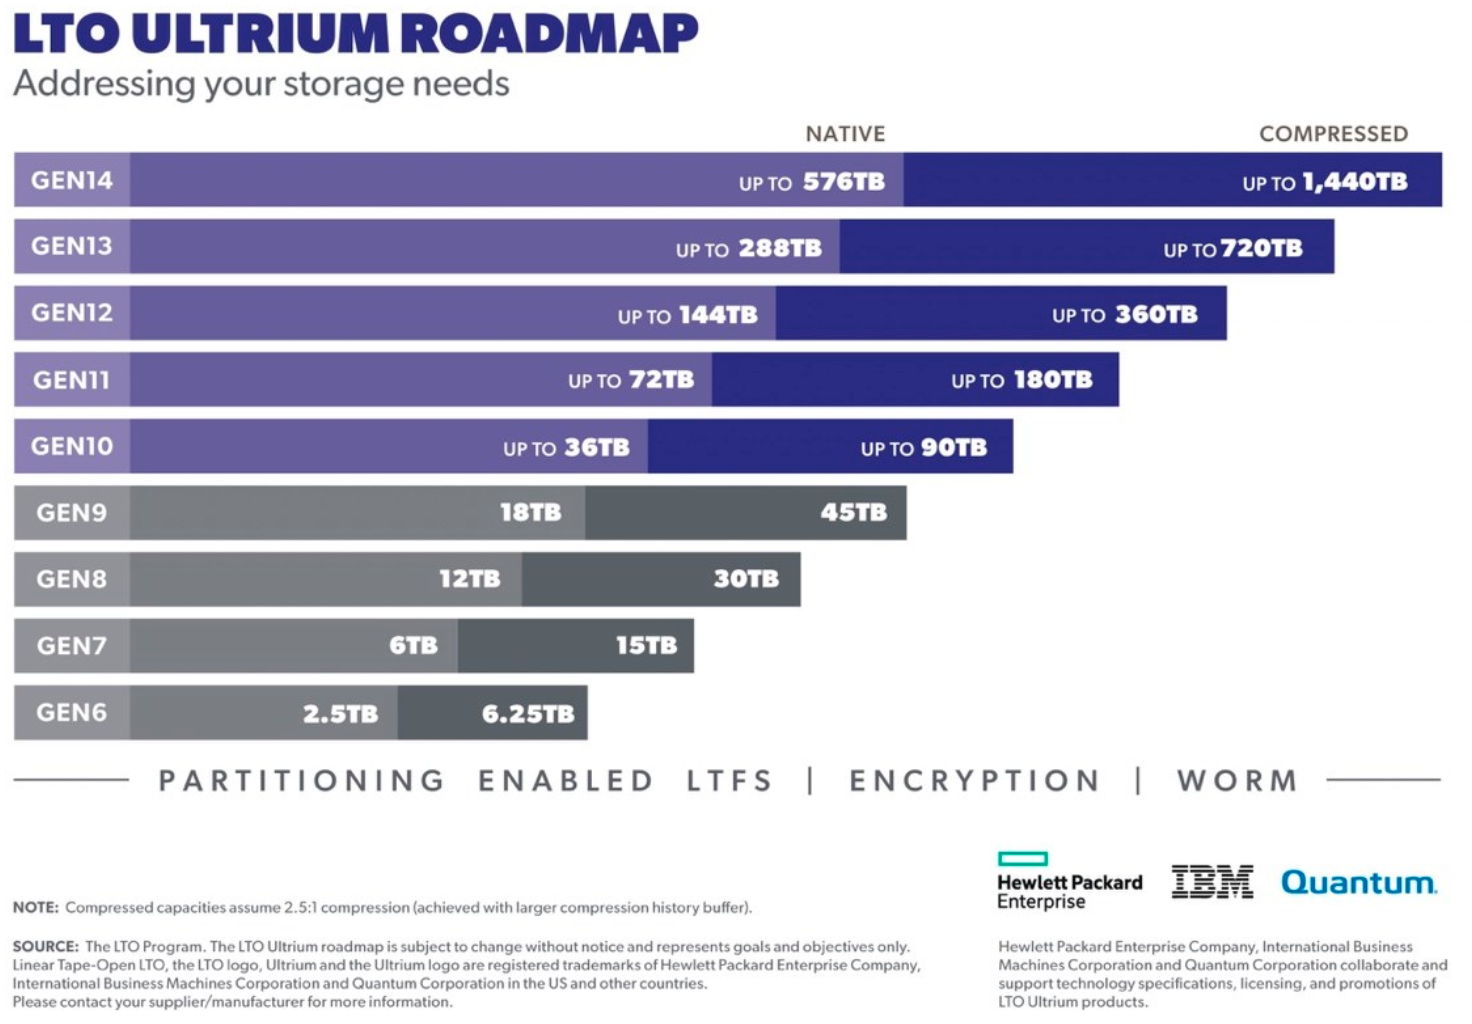 LTO ULTRIUM ROADMAP
Addressing your storage needs
NATIVE COMPRESSED
GEN14 UP TO 576TB UP TO 1,440TB
GEN13 UP TO 288TB UP TO 720TB
GEN12 UP TO 144TB UP TO 360TB
GEN11 UP TO 72TB UP TO 180TB
GEN10 UP TO 36TB UP TO 90TB
GEN9 18TB 45TB
GEN8 12TB 30TB
GEN7 6TB 15TB
GEN6 2.5TB 6.25TB
PARTITIONING ENABLED LTFS | ENCRYPTION | WORM
Hewlett Packard
Enterprise
IBM
Quantum.
NOTE: Compressed capacities assume 2.5:1 compression (achieved with larger compression history buffer).
SOURCE: The LTO Program. The LTO Ultrium roadmap is subject to change without notice and represents goals and objectives only.
Linear Tape-Open LTO, the LTO logo, Ultrium and the Ultrium logo are registered trademarks of Hewlett Packard Enterprise Company,
International Business Machines Corporation and Quantum Corporation in the US and other countries.
Please contact your supplier/manufacturer for more information.
Hewlett Packard Enterprise Company, International Business
Machines Corporation and Quantum Corporation collaborate and
support technology specifications, licensing, and promotions of
LTO Ultrium products.